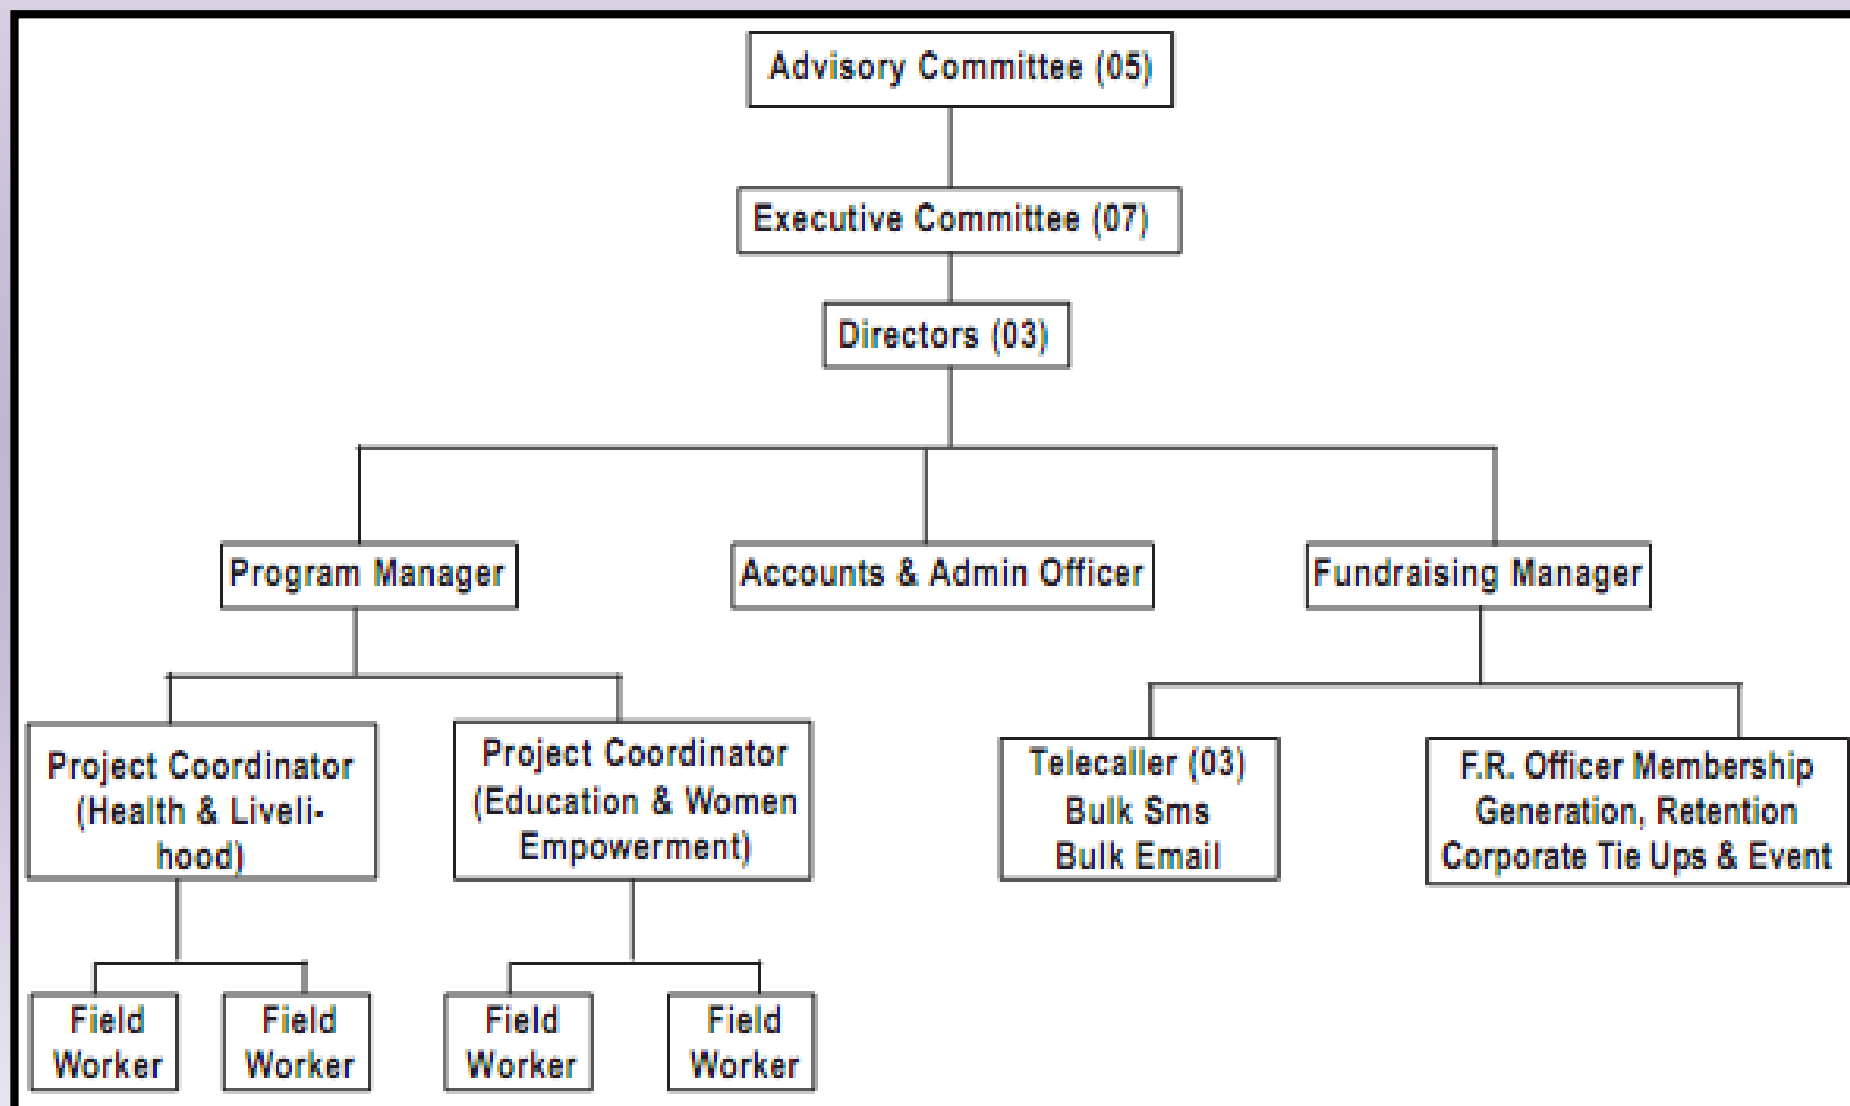 Advisory Committee (05)
Executive Committee (07)
Directors (03)
Program Manager
Accounts & Admin Officer
Fundraising Manager
Project Coordinator
(Health & Liveli-
hood)
Project Coordinator
(Education & Women
Empowerment)
Telecaller (03)
Bulk Sms
Bulk Email
F.R. Officer Membership
Generation, Retention
Corporate Tie Ups & Event
Field
Worker
Field
Worker
Field
Worker
Field
Worker